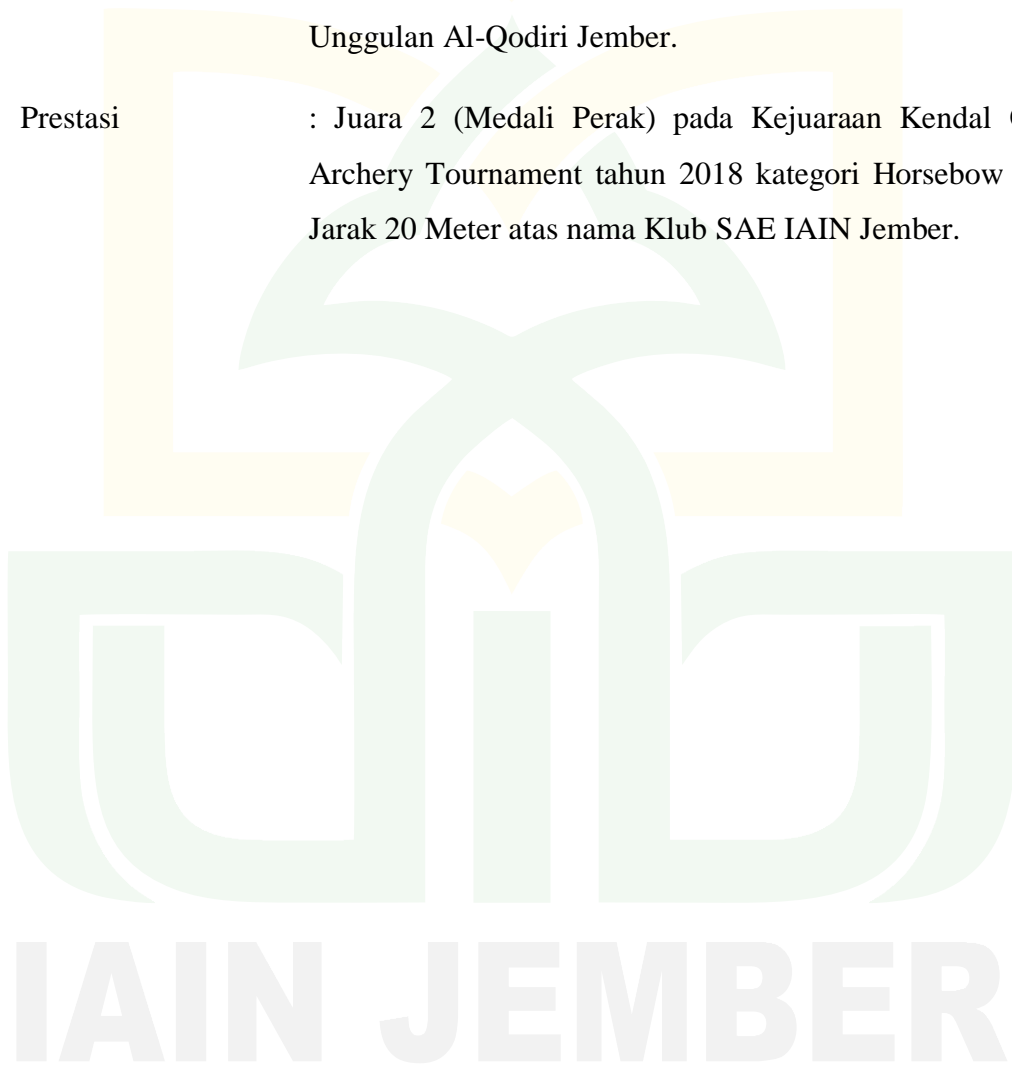 Unggulan Al-Qodiri Jember.
Prestasi : Juara 2 (Medali Perak) pada Kejuaraan Kendal
Archery Tournament tahun 2018 kategori Horsebow
Jarak 20 Meter atas nama Klub SAE IAIN Jember.
IAIN JEMBER